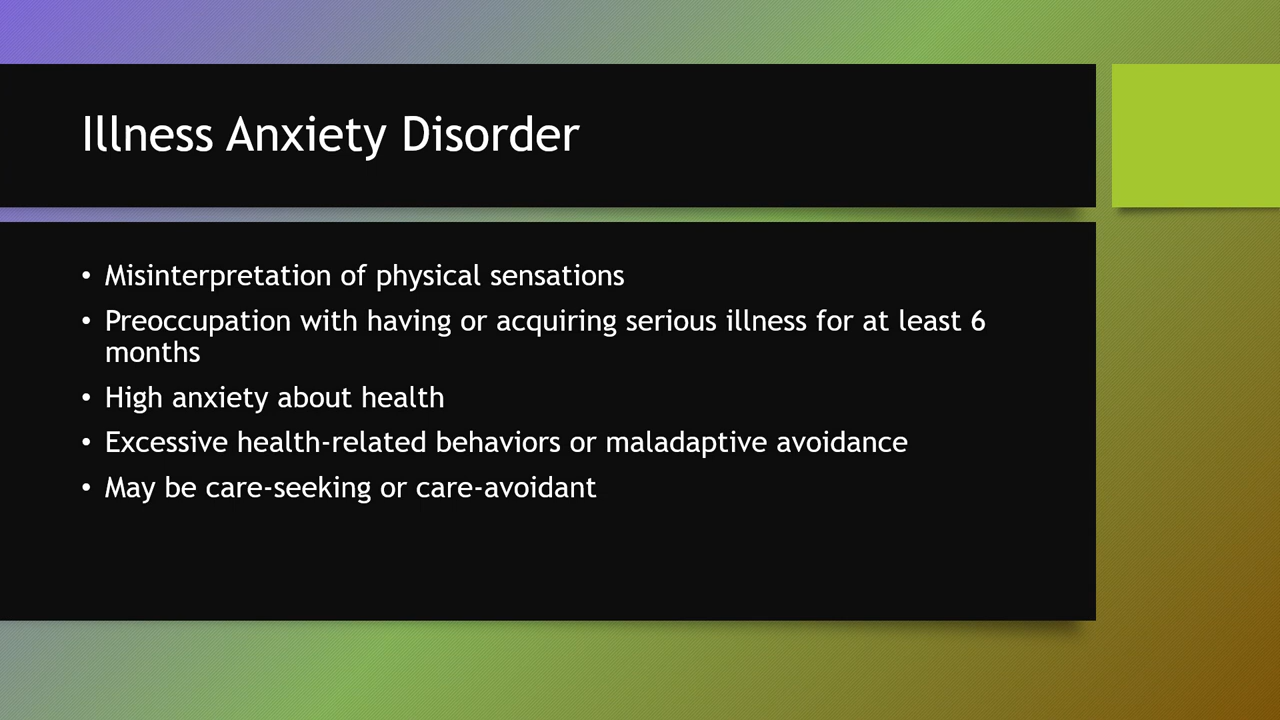 Illness Anxiety Disorder
• Misinterpretation of physical sensations
• Preoccupation with having or acquiring serious illness for at least 6
months
• High anxiety about health
• Excessive health-related behaviors or maladaptive avoidance
• May be care-seeking or care-avoidant